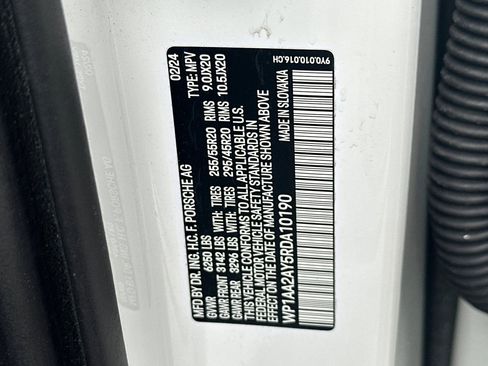 MFD BY DR. ING. H.C. F. PORSCHE AG 02/24
GVWR 6260 LBS TYPE: MPV
GAWR FRONT 3142 LBS WITH: TIRES 255/55R20 RIMS 9.0JX20
GAWR REAR 3296 LBS WITH: TIRES 295/45R20 RIMS 10.5JX20
THIS VEHICLE CONFORMS TO ALL APPLICABLE U.S.
FEDERAL MOTOR VEHICLE SAFETY STANDARDS IN
EFFECT ON THE DATE OF MANUFACTURE SHOWN ABOVE
MADE IN SLOVAKIA
WP1AA2AY5RDA10190
9Y0.010.016.CH